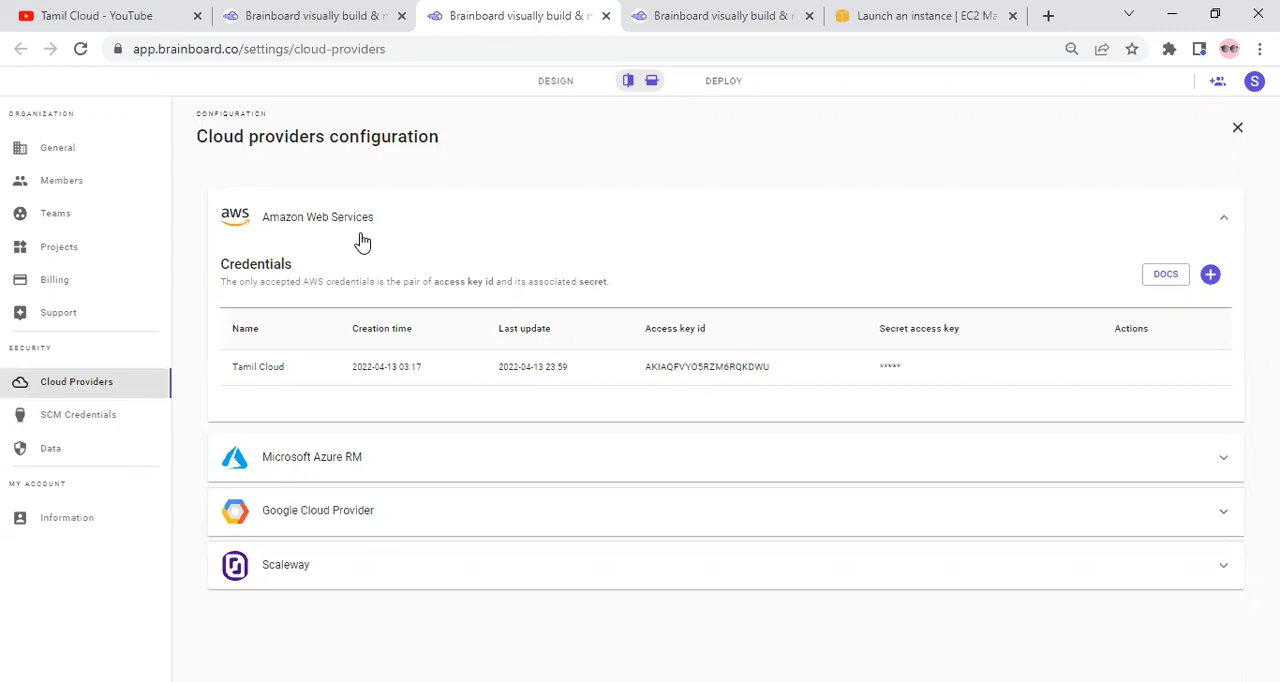 Tamil Cloud - YouTube
Brainboard visually build & m
Brainboard visually build & m
Brainboard visually build & m
Launch an instance | EC2 Ma
app.brainboard.co/settings/cloud-providers
DESIGN
DEPLOY
S
ORGANIZATION
General
Members
Teams
Projects
Billing
Support
SECURITY
Cloud Providers
SCM Credentials
Data
MY ACCOUNT
Information
CONFIGURATION
Cloud providers configuration
aws
Amazon Web Services
Credentials
The only accepted AWS credentials is the pair of access key id and its associated secret.
DOCS
Name Creation time Last update Access key id Secret access key Actions
Tamil Cloud 2022-04-13 03:17 2022-04-13 23:59 AKIAQFVYO5RZM6RQKDWU *****
Microsoft Azure RM
Google Cloud Provider
Scaleway